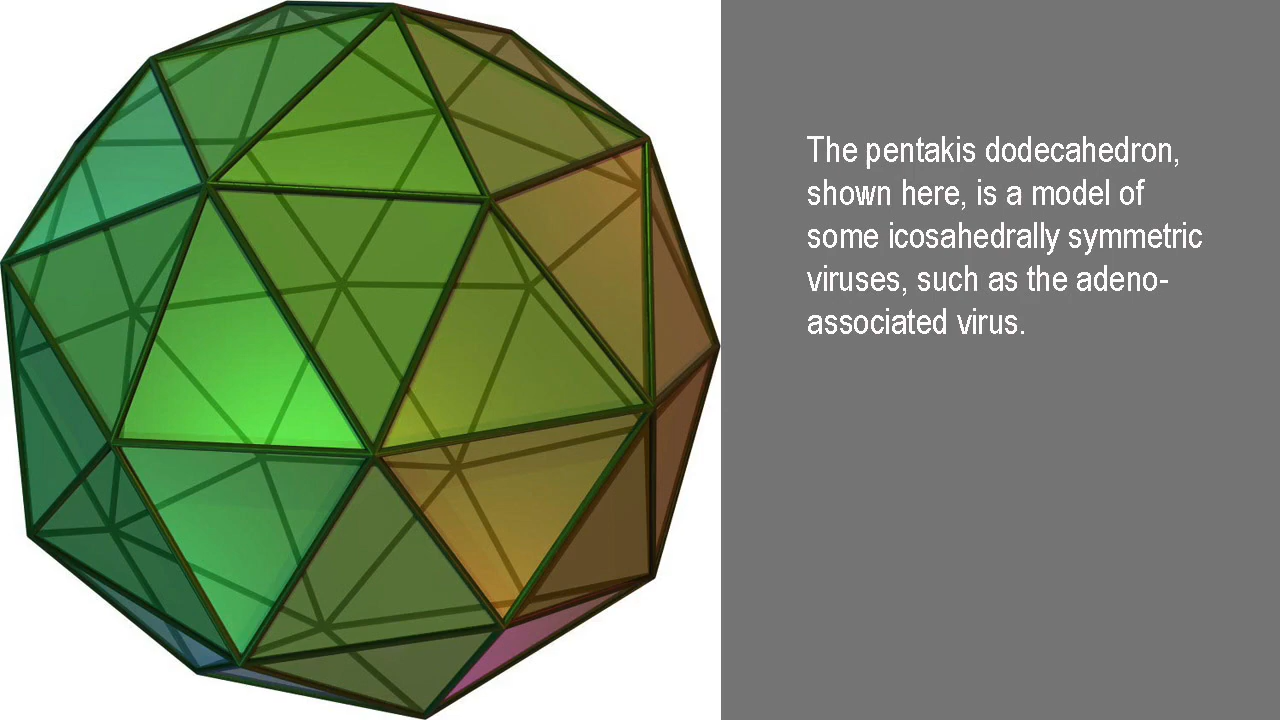 The pentakis dodecahedron,
shown here, is a model of
some icosahedrally symmetric
viruses, such as the adeno-
associated virus.